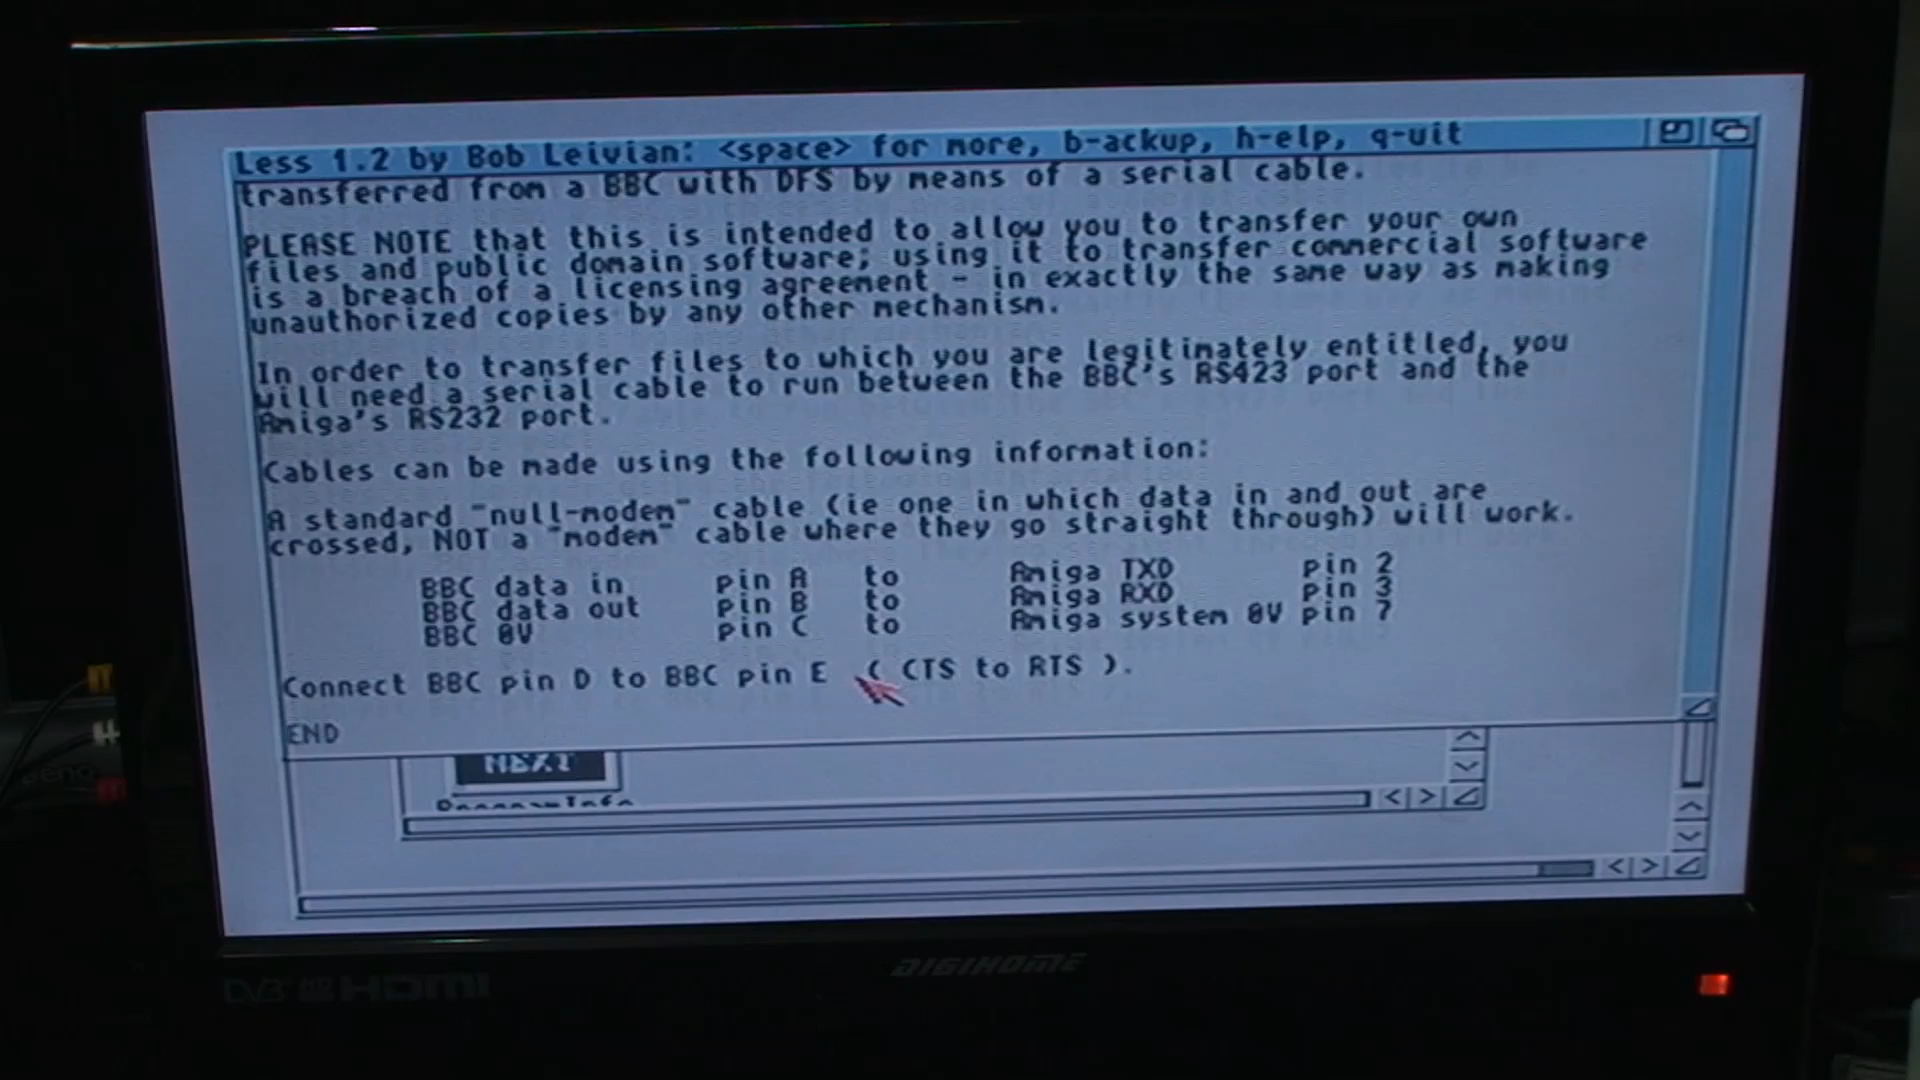 Less 1.2 by Bob Leivian: <space> for more, b-ackup, h-elp, q-uit
transferred from a BBC with DFS by means of a serial cable.
PLEASE NOTE that this is intended to allow you to transfer your own
files and public domain software; using it to transfer commercial software
is a breach of a licensing agreement - in exactly the same way as making
unauthorized copies by any other mechanism.
In order to transfer files to which you are legitimately entitled, you
will need a serial cable to run between the BBC's RS423 port and the
Amiga's RS232 port.
Cables can be made using the following information:
A standard "null-modem" cable (ie one in which data in and out are
crossed, NOT a "modem" cable where they go straight through) will work.
BBC data in pin A to Amiga TXD pin 2
BBC data out pin B to Amiga RXD pin 3
BBC 0V pin C to Amiga system 0V pin 7
Connect BBC pin D to BBC pin E ( CTS to RTS ).
END
NEXT
DIGIHOME
DVB HD HDMI